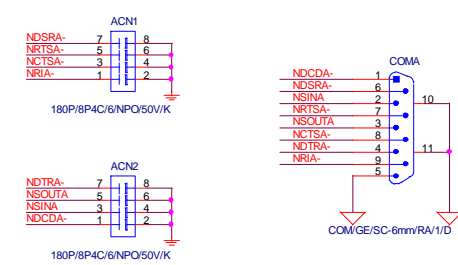 ACN1
NDSRA- 7 8
NRTSA- 5 6
NCTSA- 3 4
NRIA- 1 2
180P/8P4C/6/NPO/50V/K
ACN2
NDTRA- 7 8
NSOUTA 5 6
NSINA 3 4
NDCDA- 1 2
180P/8P4C/6/NPO/50V/K
COMA
NDCDA- 1
NDSRA- 6
NSINA 2
NRTSA- 7
NSOUTA 3
NCTSA- 8
NDTRA- 4
NRIA- 9
5
10
11
COM/GE/SC-6mm/RA/1/D